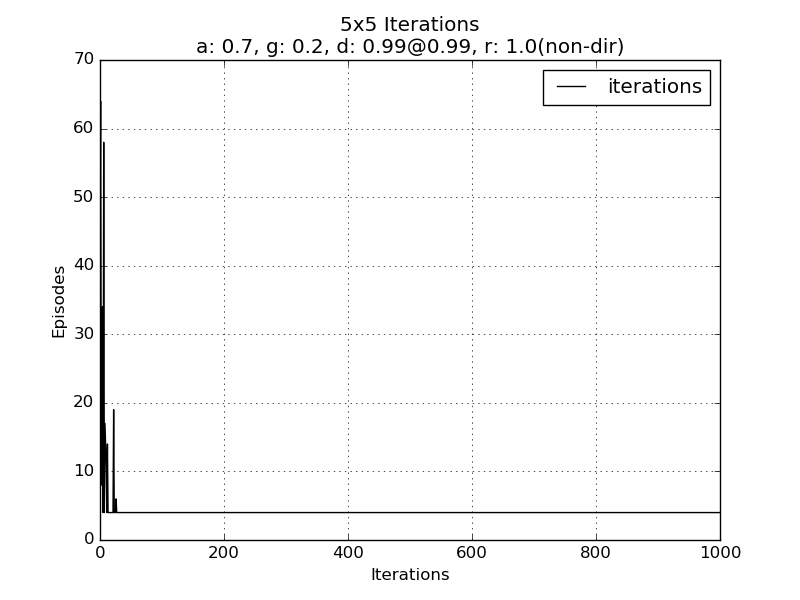 5x5 Iterations
a: 0.7, g: 0.2, d: 0.99@0.99, r: 1.0(non-dir)
iterations
70
60
50
40
30
20
10
0
Episodes
0 200 400 600 800 1000
Iterations